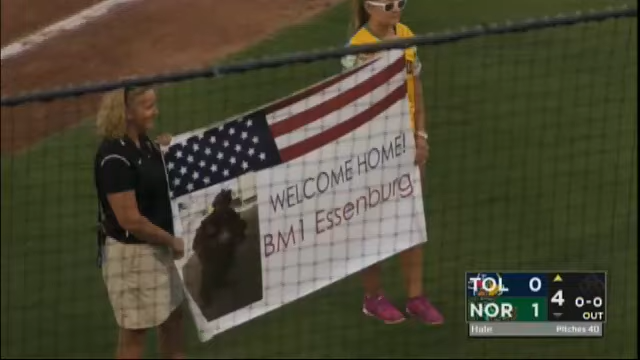 WELCOME HOME!
BM1 Essenburg
TOL 0
NOR 1
4
0-0
OUT
Hale Pitches 40